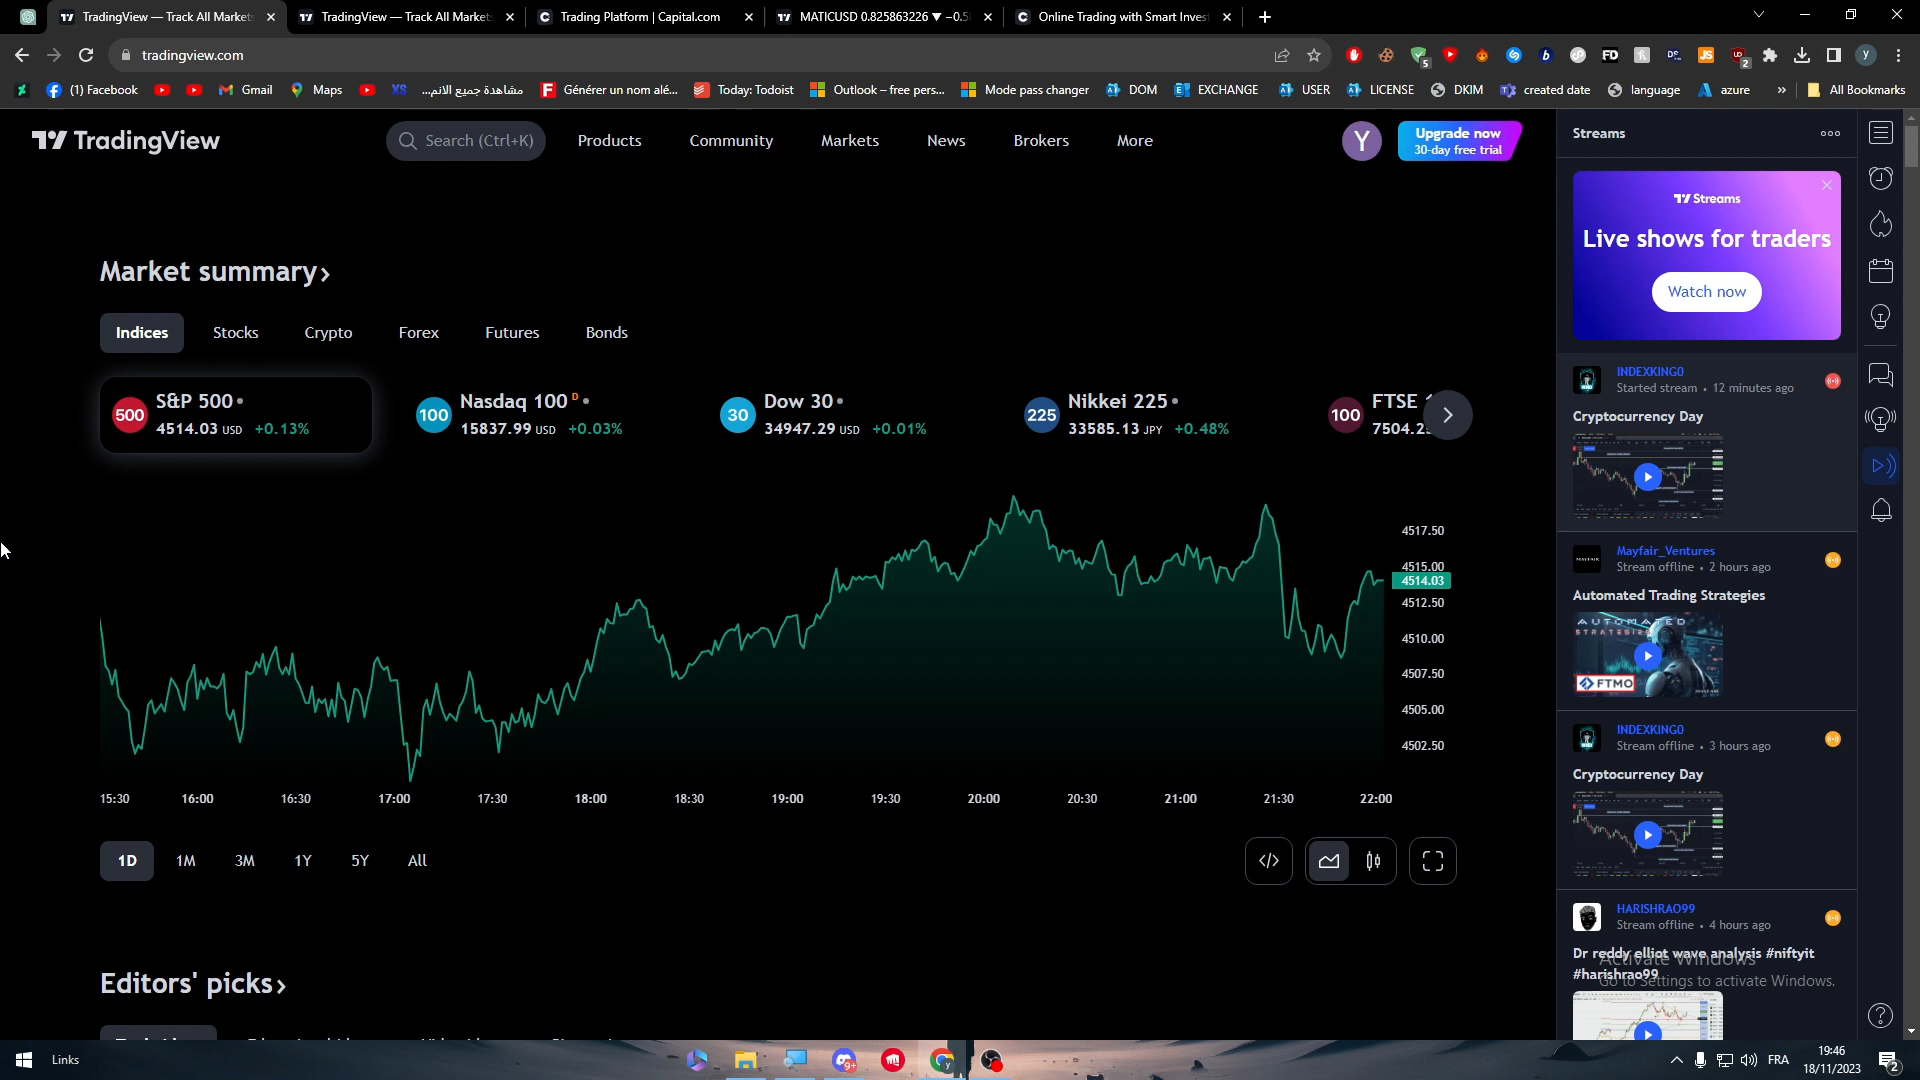 TradingView — Track All Markets
TradingView — Track All Markets
Trading Platform | Capital.com
MATICUSD 0.825863226 ▼ −0.5
Online Trading with Smart Invest
tradingview.com
(1) Facebook
Gmail
Maps
XS
مشاهدة جميع الانم...
Générer un nom alé...
Today: Todoist
Outlook – free pers...
Mode pass changer
DOM
EXCHANGE
USER
LICENSE
DKIM
created date
language
azure
»
All Bookmarks
TradingView
Search (Ctrl+K)
Products
Community
Markets
News
Brokers
More
Y
Upgrade now
30-day free trial
Market summary ›
Indices
Stocks
Crypto
Forex
Futures
Bonds
500 S&P 500
4514.03 USD +0.13%
100 Nasdaq 100 D
15837.99 USD +0.03%
30 Dow 30
34947.29 USD +0.01%
225 Nikkei 225
33585.13 JPY +0.48%
100 FTSE
4517.50
4515.00
4514.03
4512.50
4510.00
4507.50
4505.00
4502.50
15:30 16:00 16:30 17:00 17:30 18:00 18:30 19:00 19:30 20:00 20:30 21:00 21:30 22:00
1D 1M 3M 1Y 5Y All
Editors' picks ›
Streams
Streams
Live shows for traders
Watch now
INDEXKING0
Started stream • 12 minutes ago
Cryptocurrency Day
Mayfair_Ventures
Stream offline • 2 hours ago
Automated Trading Strategies
AUTOMATED
STRATEGIES
FTMO
INDEXKING0
Stream offline • 3 hours ago
Cryptocurrency Day
HARISHRAO99
Stream offline • 4 hours ago
Dr reddy elliot wave analysis #niftyit
#harishrao99
Activate Windows
Go to Settings to activate Windows.
Links
FRA
19:46
18/11/2023